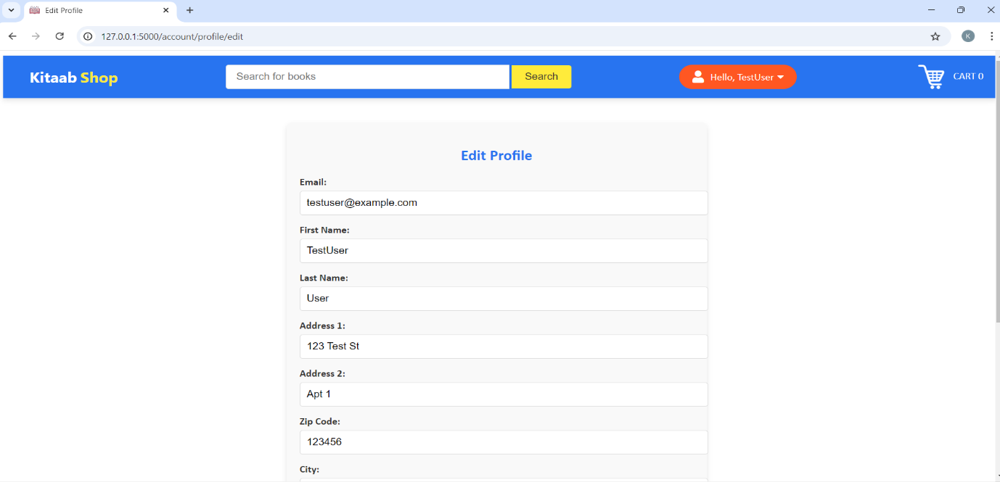 Edit Profile
127.0.0.1:5000/account/profile/edit
K
Kitaab Shop
Search for books
Search
Hello, TestUser
CART 0
Edit Profile
Email:
testuser@example.com
First Name:
TestUser
Last Name:
User
Address 1:
123 Test St
Address 2:
Apt 1
Zip Code:
123456
City: